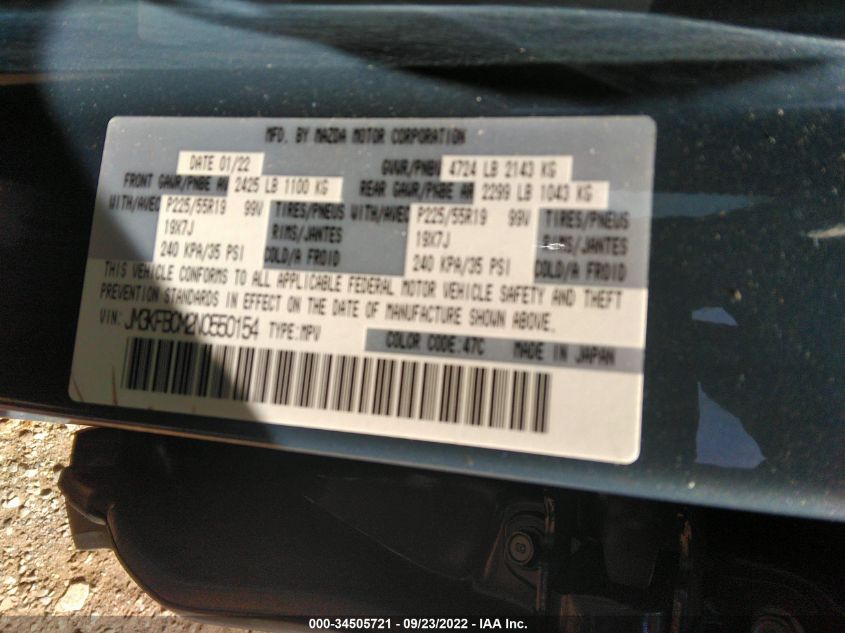 MFD. BY MAZDA MOTOR CORPORATION
DATE 01/22 GVWR/PNBV 4724 LB 2143 KG
FRONT GAWR/PNBE AV 2425 LB 1100 KG REAR GAWR/PNBE AR 2299 LB 1043 KG
WITH/AVEC P225/55R19 99V TIRES/PNEUS WITH/AVEC P225/55R19 99V TIRES/PNEUS
19X7J RIMS/JANTES 19X7J RIMS/JANTES
240 KPA/35 PSI COLD/A FROID 240 KPA/35 PSI COLD/A FROID
THIS VEHICLE CONFORMS TO ALL APPLICABLE FEDERAL MOTOR VEHICLE SAFETY AND THEFT
PREVENTION STANDARDS IN EFFECT ON THE DATE OF MANUFACTURE SHOWN ABOVE.
VIN: JM3KFBCM2N0550154 TYPE:MPV COLOR CODE:47C MADE IN JAPAN
000-34505721 - 09/23/2022 - IAA Inc.